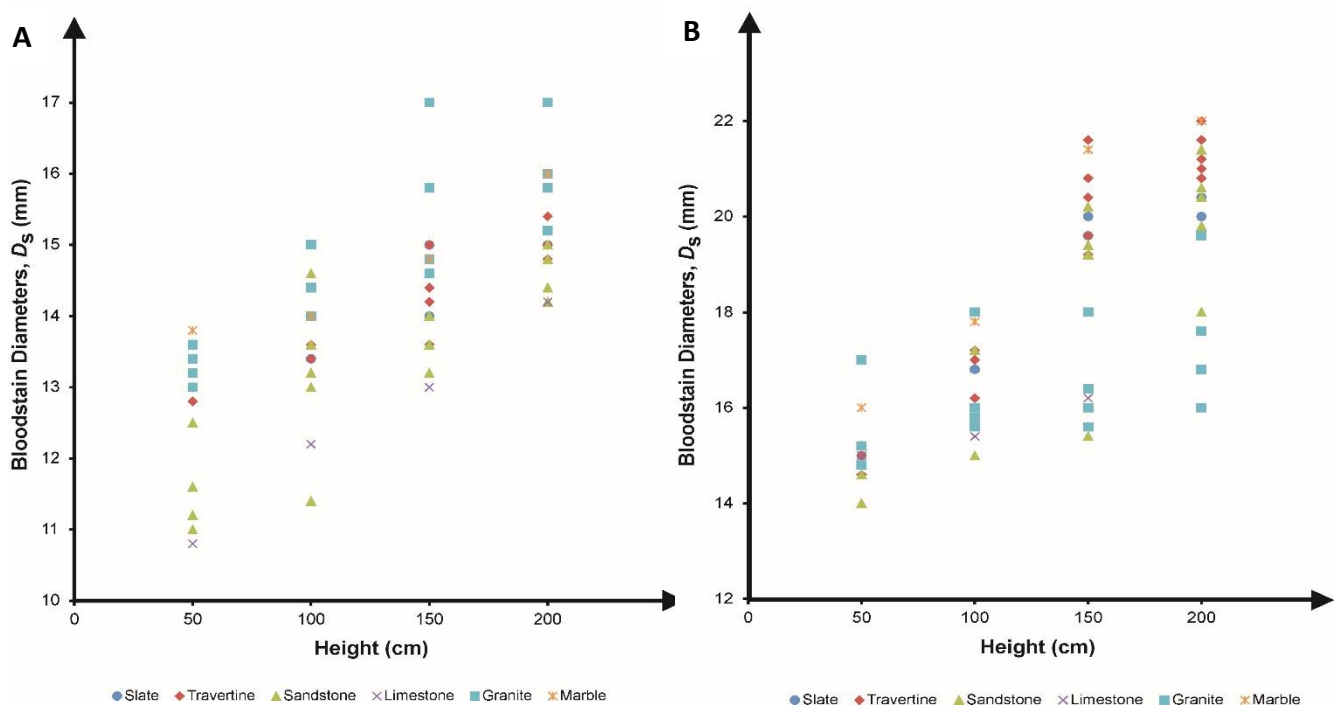 A
Bloodstain Diameters, Ds (mm)
17
16
15
14
13
12
11
10
0
50
100
150
200
Height (cm)
Slate
Travertine
Sandstone
Limestone
Granite
Marble
B
Bloodstain Diameters, Ds (mm)
22
20
18
16
14
12
0
50
100
150
200
Height (cm)
Slate
Travertine
Sandstone
Limestone
Granite
Marble